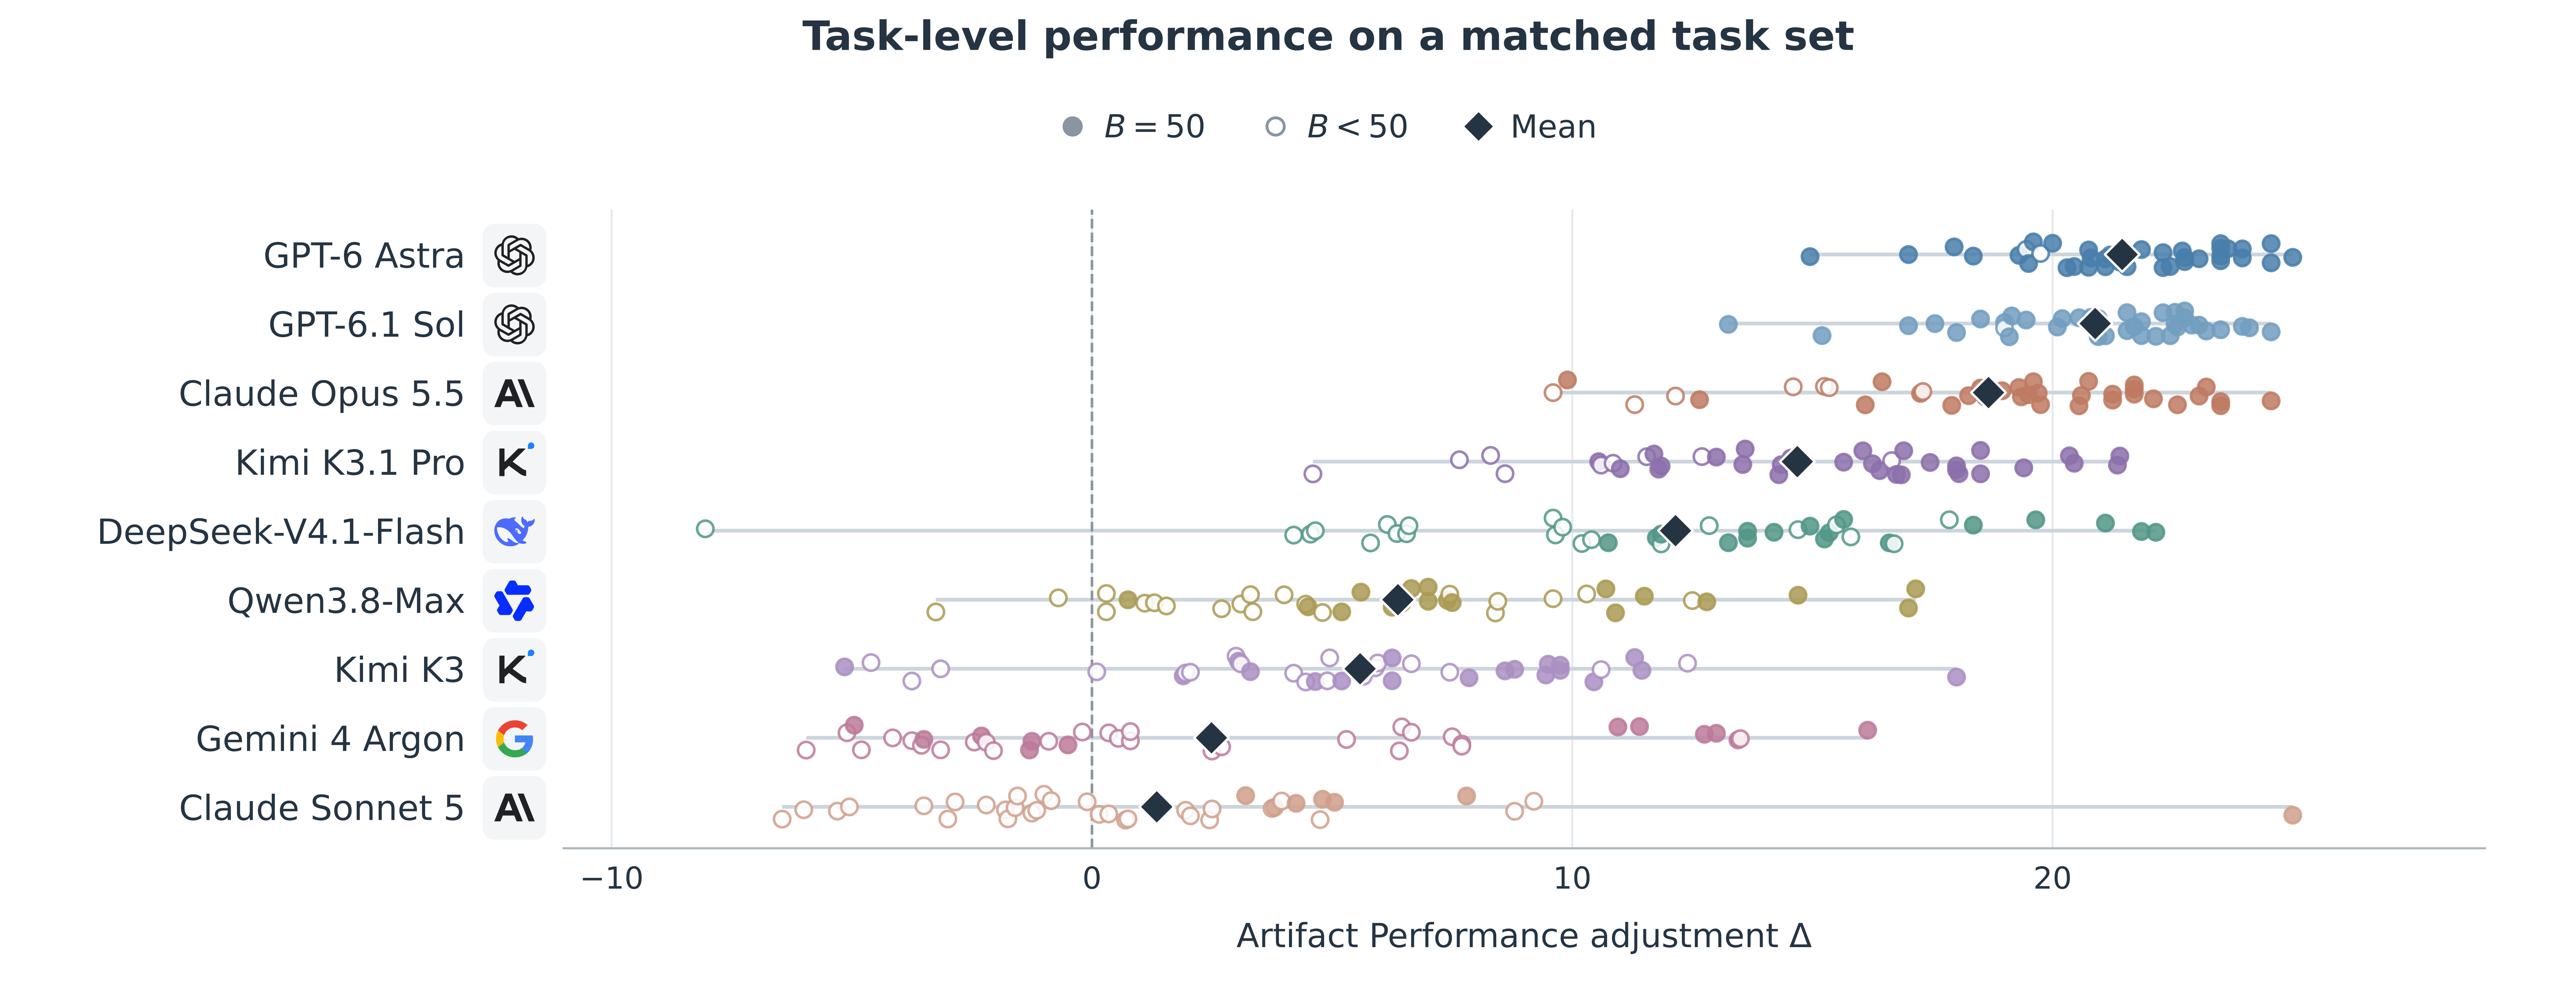 Task-level performance on a matched task set
B = 50 B < 50 Mean
GPT-6 Astra
GPT-6.1 Sol
Claude Opus 5.5
Kimi K3.1 Pro
DeepSeek-V4.1-Flash
Qwen3.8-Max
Kimi K3
Gemini 4 Argon
Claude Sonnet 5
−10 0 10 20
Artifact Performance adjustment Δ